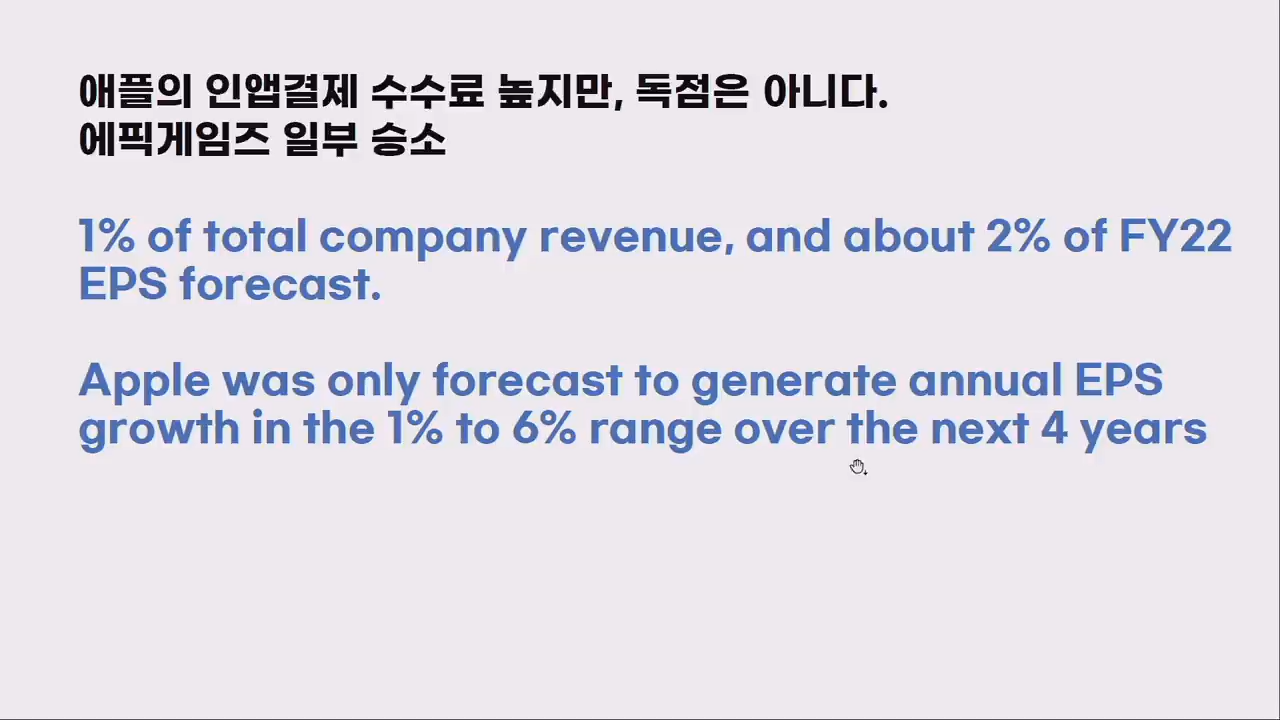 애플의 인앱결제 수수료 높지만, 독점은 아니다.
에픽게임즈 일부 승소
1% of total company revenue, and about 2% of FY22
EPS forecast.
Apple was only forecast to generate annual EPS
growth in the 1% to 6% range over the next 4 years